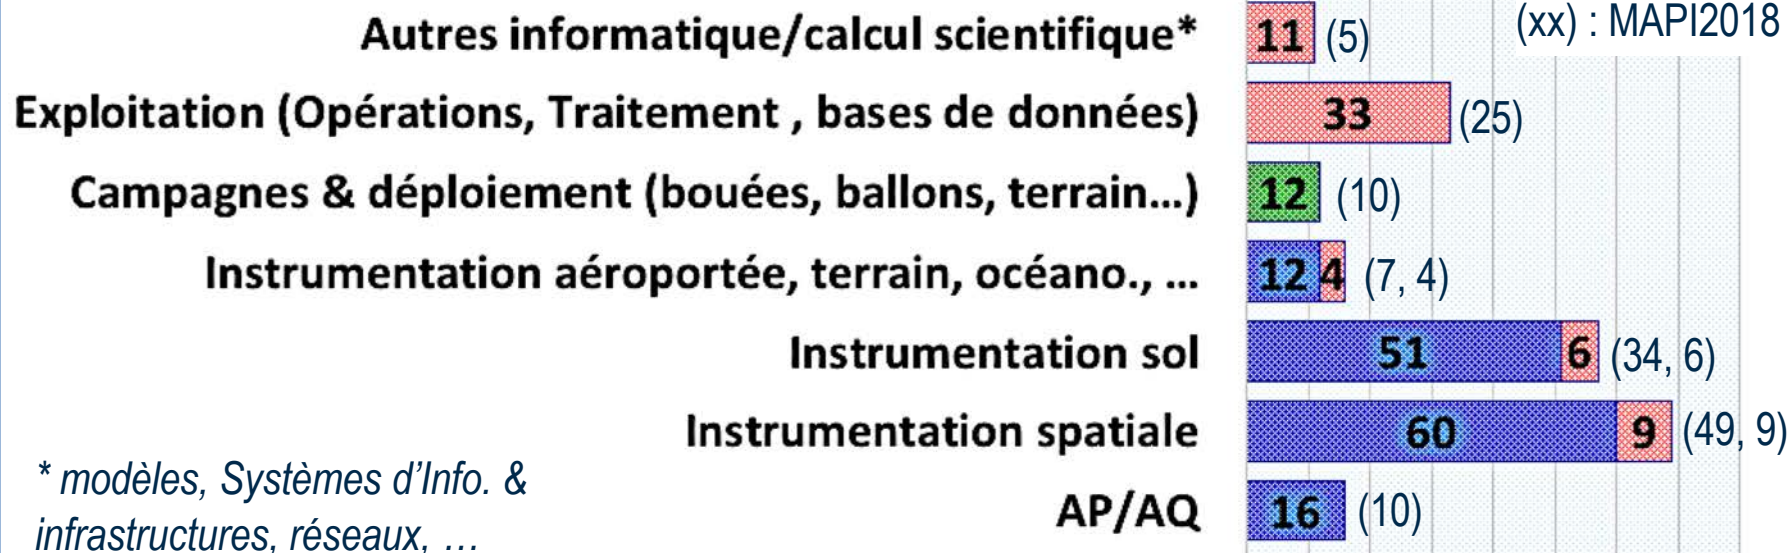 (xx) : MAPI2018
Autres informatique/calcul scientifique* 11 (5)
Exploitation (Opérations, Traitement , bases de données) 33 (25)
Campagnes & déploiement (bouées, ballons, terrain…) 12 (10)
Instrumentation aéroportée, terrain, océano., … 12 4 (7, 4)
Instrumentation sol 51 6 (34, 6)
Instrumentation spatiale 60 9 (49, 9)
AP/AQ 16 (10)
* modèles, Systèmes d’Info. &
infrastructures, réseaux, …